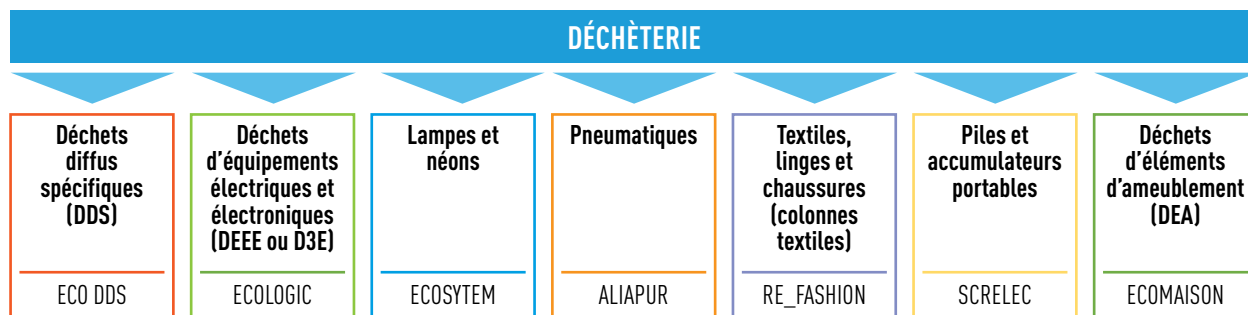 DÉCHÈTERIE
Déchets
diffus
spécifiques
(DDS)
ECO DDS
Déchets
d'équipements
électriques et
électroniques
(DEEE ou D3E)
ECOLOGIC
Lampes et
néons
ECOSYTEM
Pneumatiques
ALIAPUR
Textiles,
linges et
chaussures
(colonnes
textiles)
RE_FASHION
Piles et
accumulateurs
portables
SCRELEC
Déchets
d'éléments
d'ameublement
(DEA)
ECOMAISON